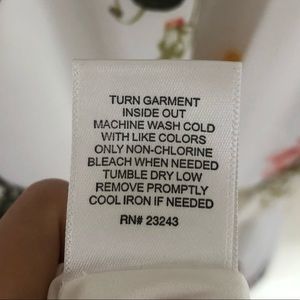 TURN GARMENT
INSIDE OUT
MACHINE WASH COLD
WITH LIKE COLORS
ONLY NON-CHLORINE
BLEACH WHEN NEEDED
TUMBLE DRY LOW
REMOVE PROMPTLY
COOL IRON IF NEEDED
RN# 23243